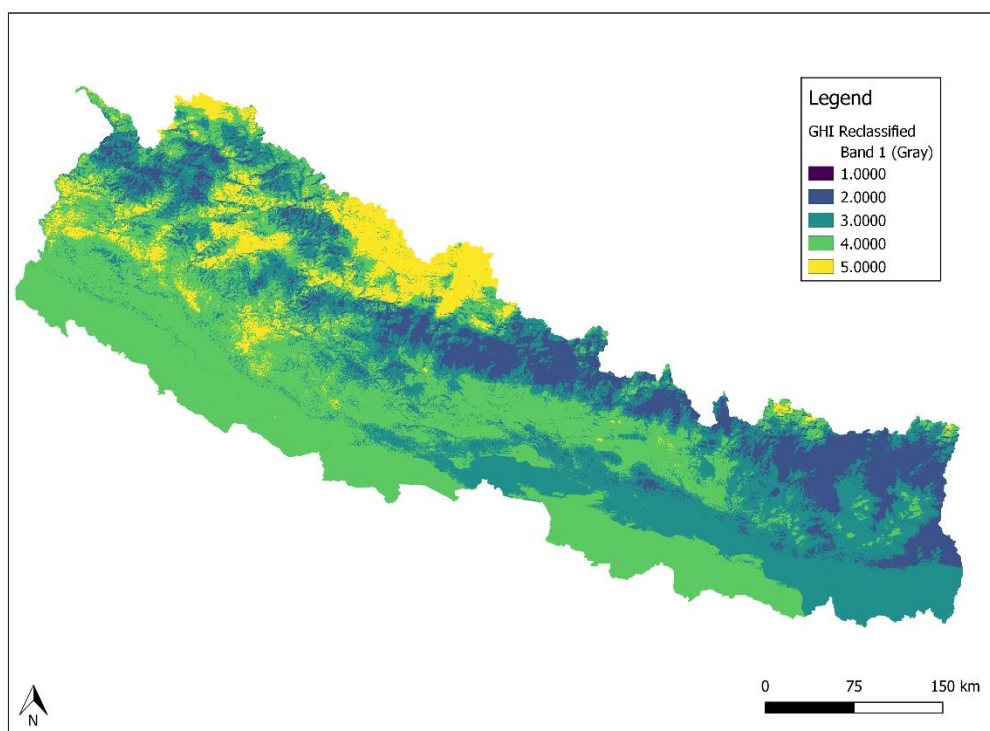 Legend
GHI Reclassified
Band 1 (Gray)
1.0000
2.0000
3.0000
4.0000
5.0000
N
0 75 150 km